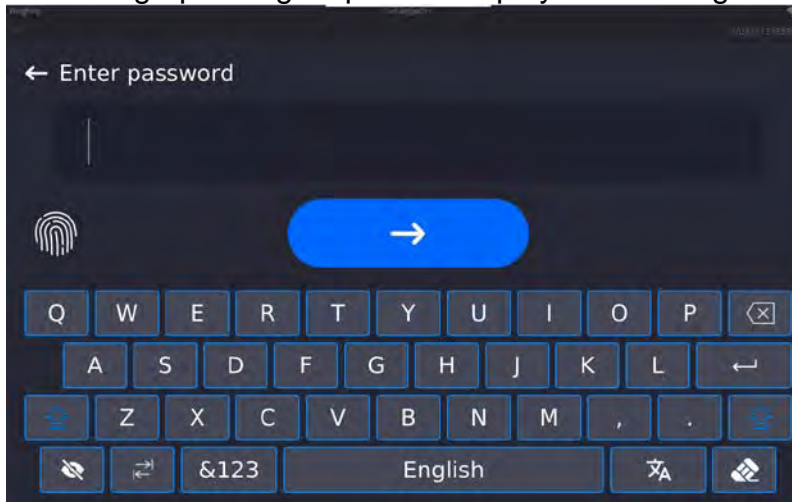 Enter password
Q W E R T Y U I O P
A S D F G H J K L
Z X C V B N M , .
&123 English